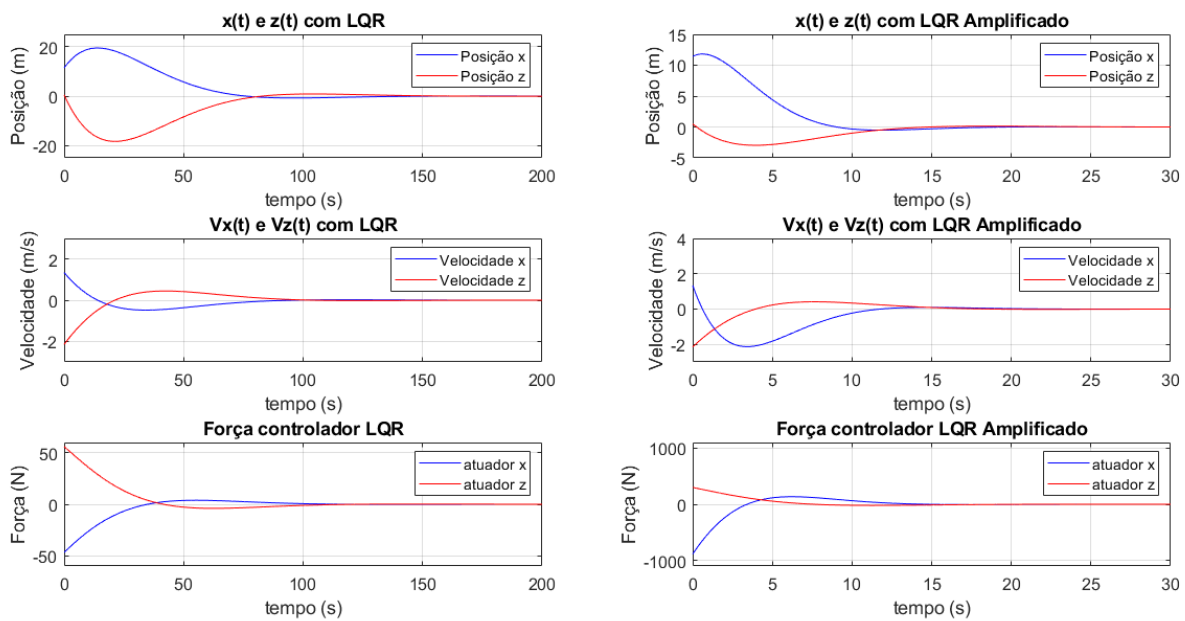 x(t) e z(t) com LQR
Posição (m)
20
0
-20
Posição x
Posição z
0 50 100 150 200
tempo (s)
x(t) e z(t) com LQR Amplificado
Posição (m)
15
10
5
0
-5
Posição x
Posição z
0 5 10 15 20 25 30
tempo (s)
Vx(t) e Vz(t) com LQR
Velocidade (m/s)
2
0
-2
Velocidade x
Velocidade z
0 50 100 150 200
tempo (s)
Vx(t) e Vz(t) com LQR Amplificado
Velocidade (m/s)
4
2
0
-2
Velocidade x
Velocidade z
0 5 10 15 20 25 30
tempo (s)
Força controlador LQR
Força (N)
50
0
-50
atuador x
atuador z
0 50 100 150 200
tempo (s)
Força controlador LQR Amplificado
Força (N)
1000
0
-1000
atuador x
atuador z
0 5 10 15 20 25 30
tempo (s)